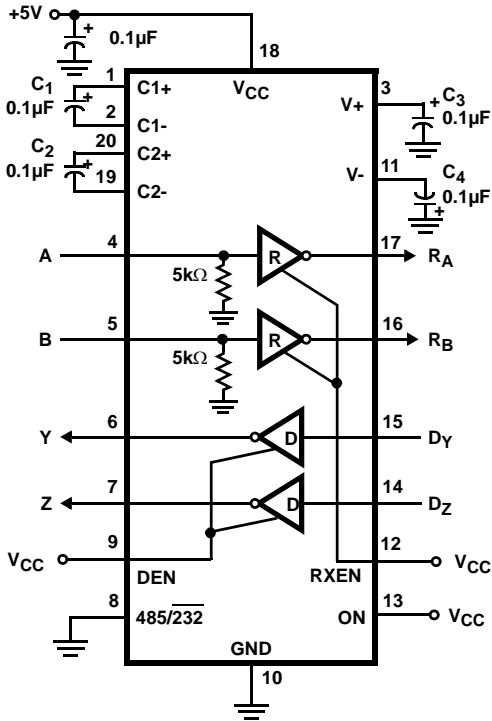 +5V
+
0.1µF
18
1
C1
0.1µF
+
2
C2
0.1µF
20
+
19
C1+
C1-
C2+
C2-
VCC
V+
V-
3
+
C3
0.1µF
11
C4
0.1µF
+
A
4
5kΩ
R
17
RA
B
5
5kΩ
R
16
RB
Y
6
D
15
DY
Z
7
D
14
DZ
VCC
9
DEN
RXEN
12
VCC
8
485/232
ON
13
VCC
GND
10